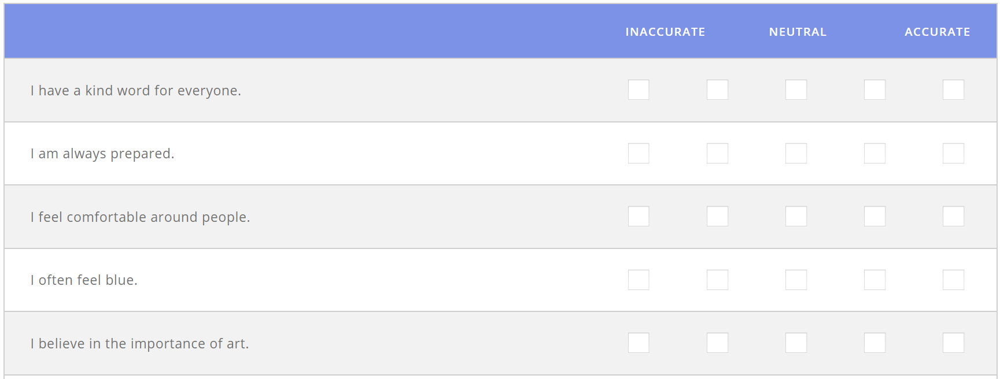 INACCURATE NEUTRAL ACCURATE
I have a kind word for everyone.
I am always prepared.
I feel comfortable around people.
I often feel blue.
I believe in the importance of art.